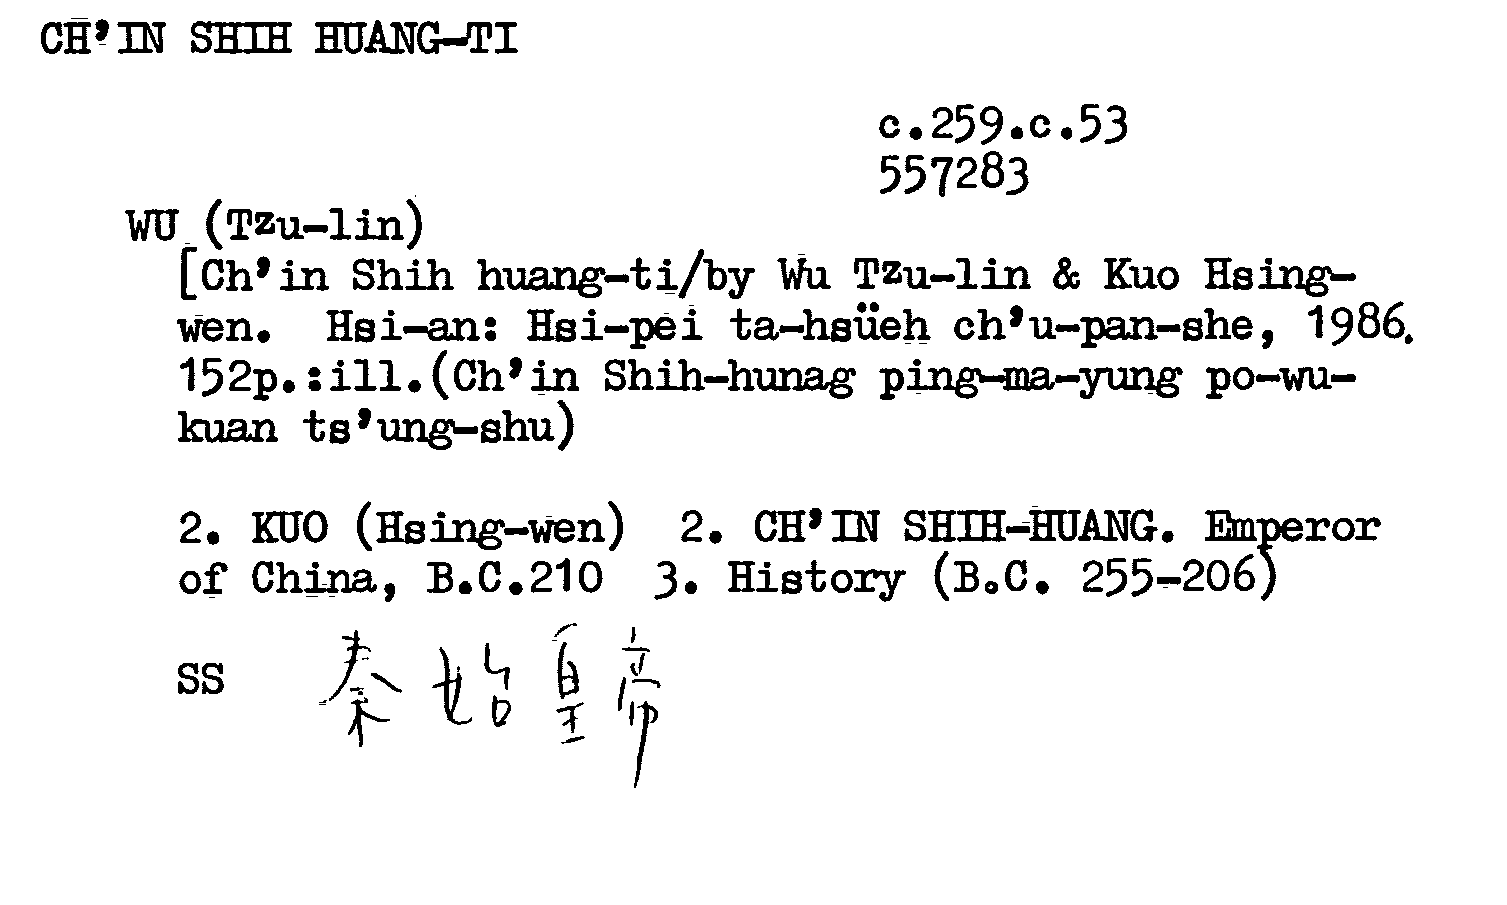 CH'IN SHIH HUANG-TI
c.259.c.53
557283
WU (Tzu-lin)
[Ch'in Shih huang-ti/by Wu Tzu-lin & Kuo Hsing-
wen. Hsi-an: Hsi-pei ta-hsüeh ch'u-pan-she, 1986.
152p.:ill.(Ch'in Shih-hunag ping-ma-yung po-wu-
kuan ts'ung-shu)
2. KUO (Hsing-wen) 2. CH'IN SHIH-HUANG. Emperor
of China, B.C.210 3. History (B.C. 255-206)
SS 秦始皇帝